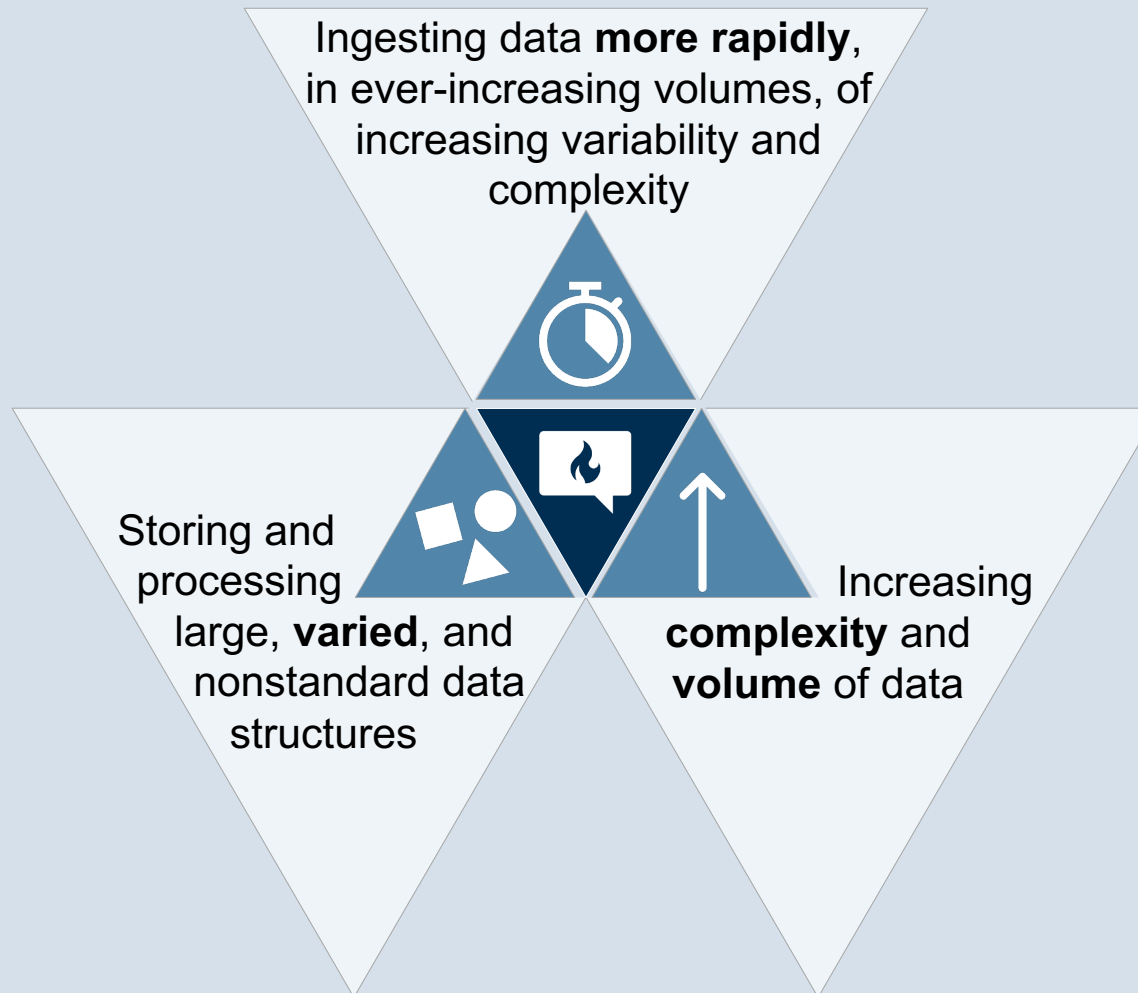 Ingesting data more rapidly,
in ever-increasing volumes, of
increasing variability and
complexity
Storing and
processing
large, varied, and
nonstandard data
structures
Increasing
complexity and
volume of data